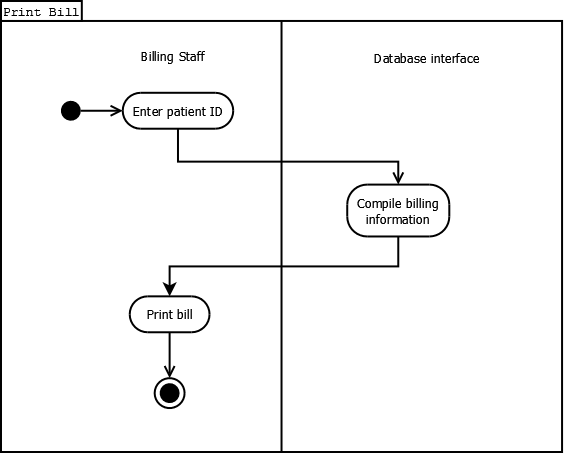 Print Bill
Billing Staff
Database interface
Enter patient ID
Compile billing
information
Print bill